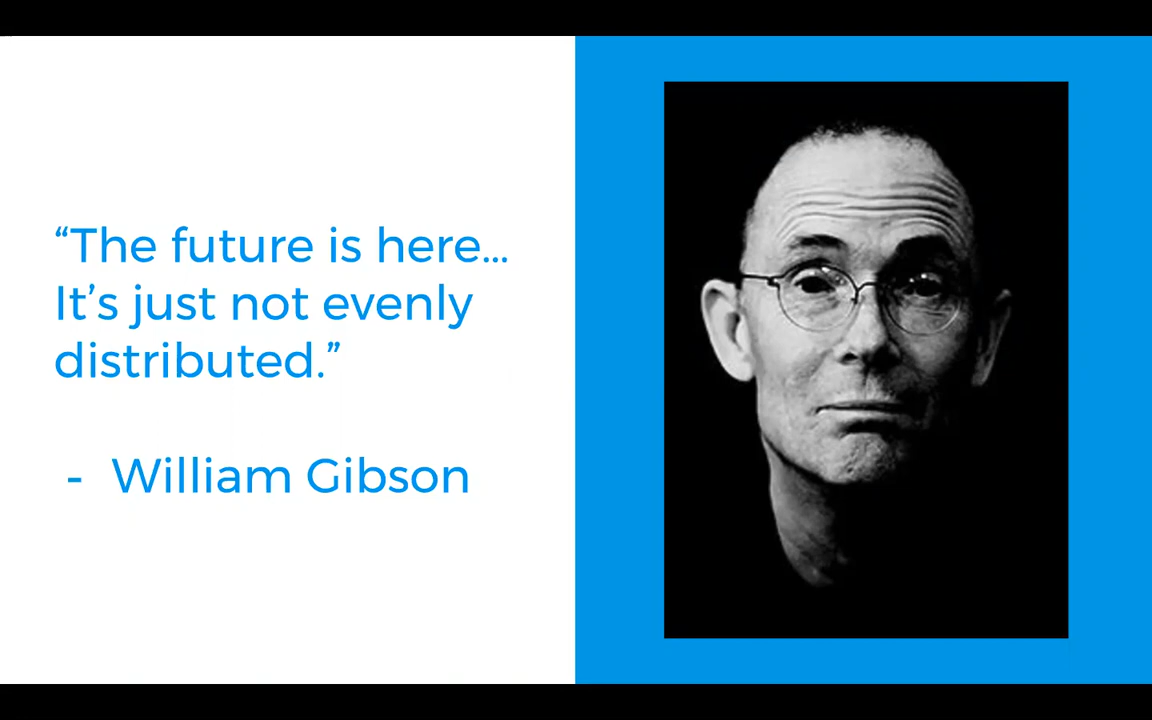 “The future is here...
It’s just not evenly
distributed.”
- William Gibson